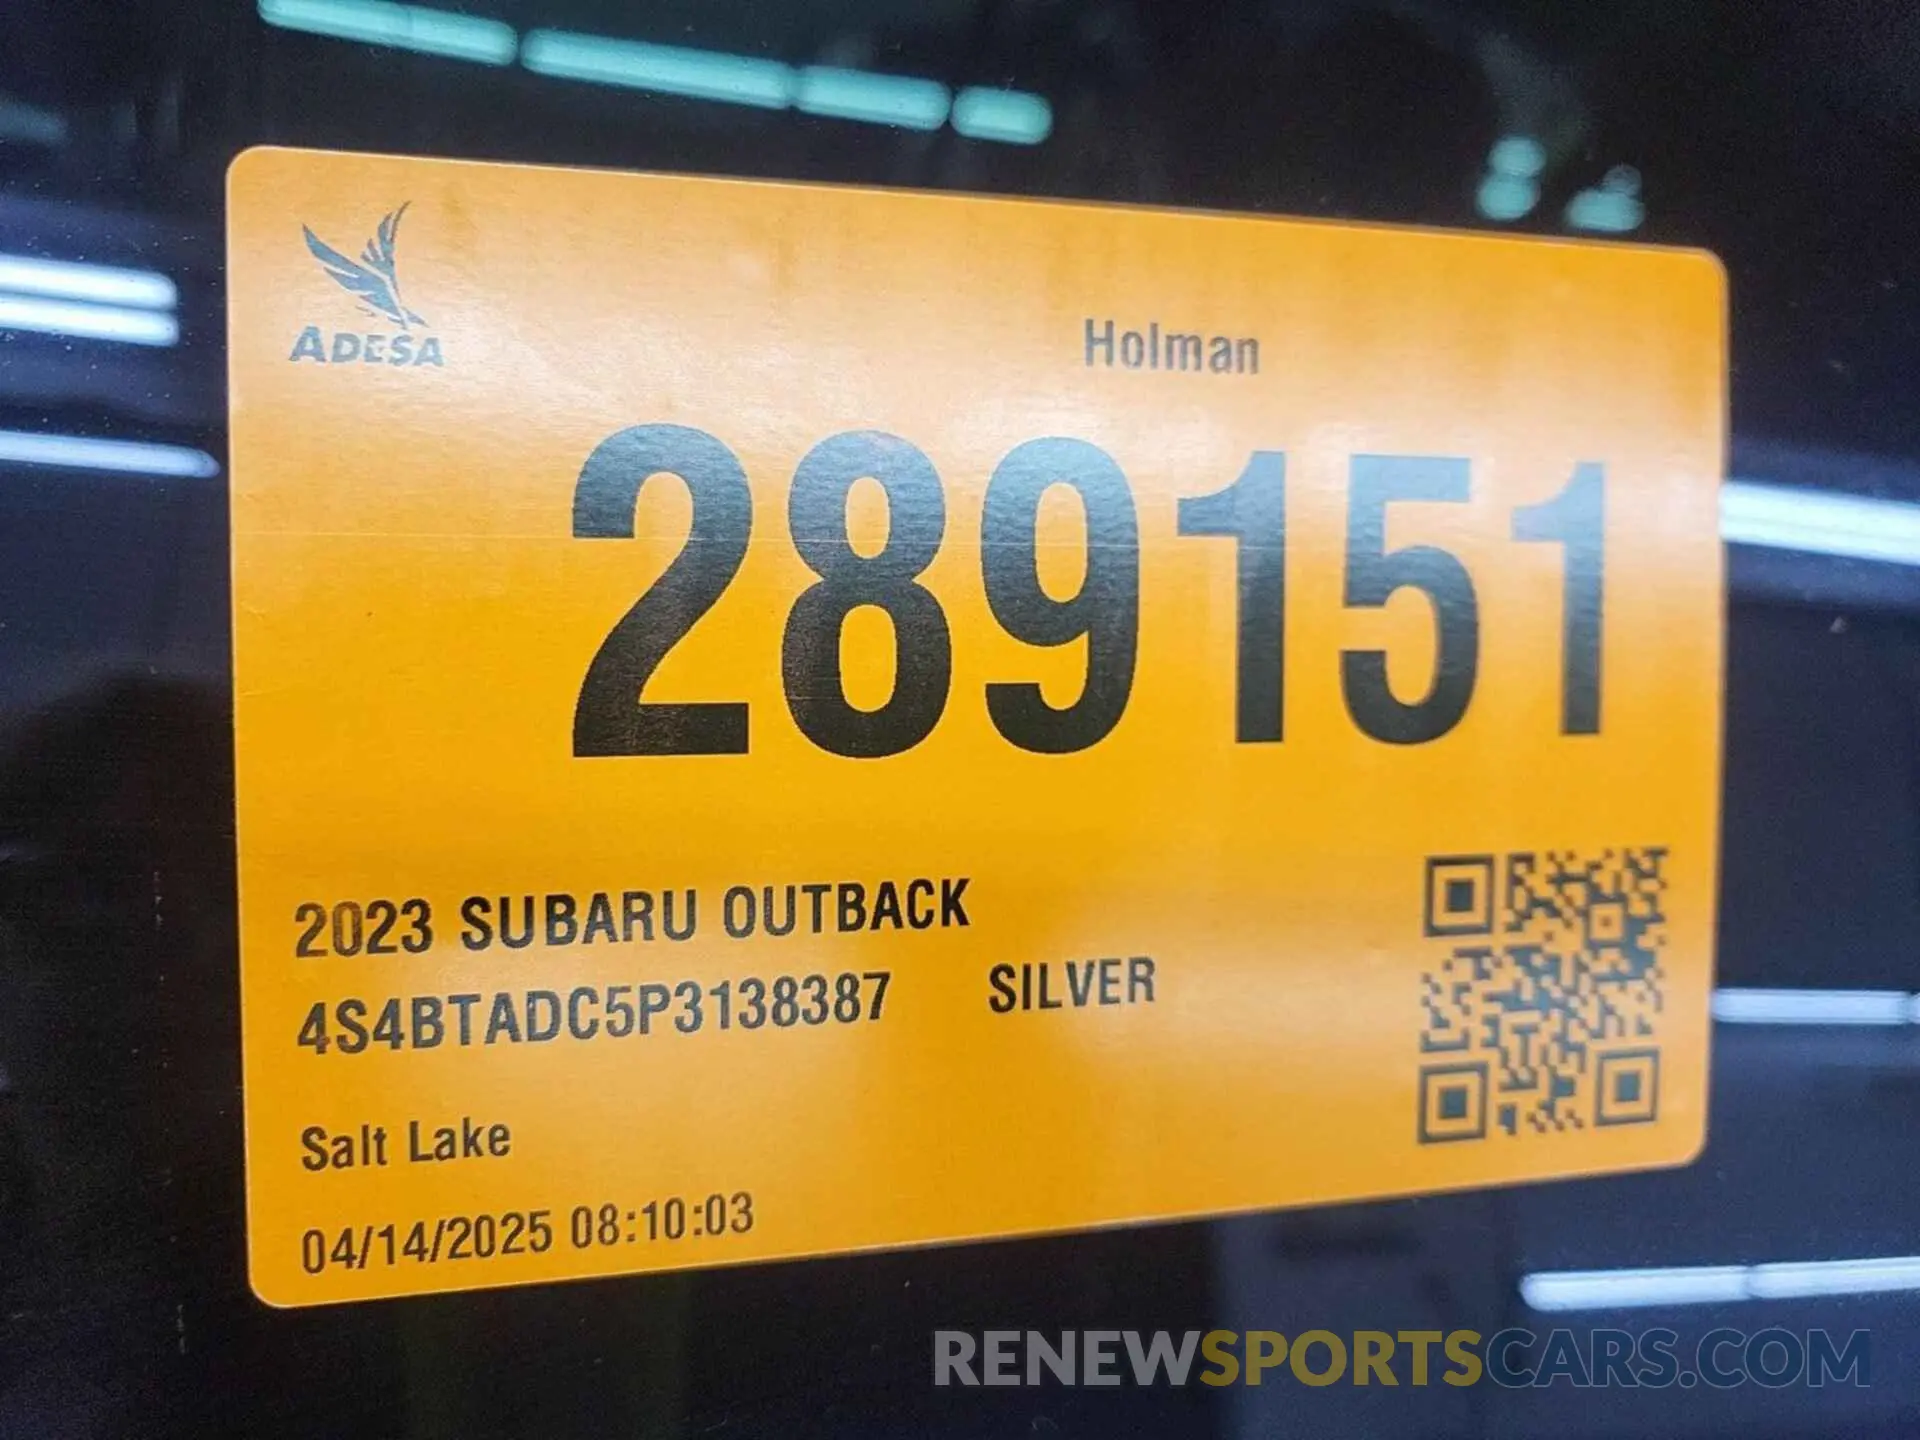 ADESA
Holman
289151
2023 SUBARU OUTBACK
4S4BTADC5P3138387 SILVER
Salt Lake
04/14/2025 08:10:03
RENEWSPORTSCARS.COM